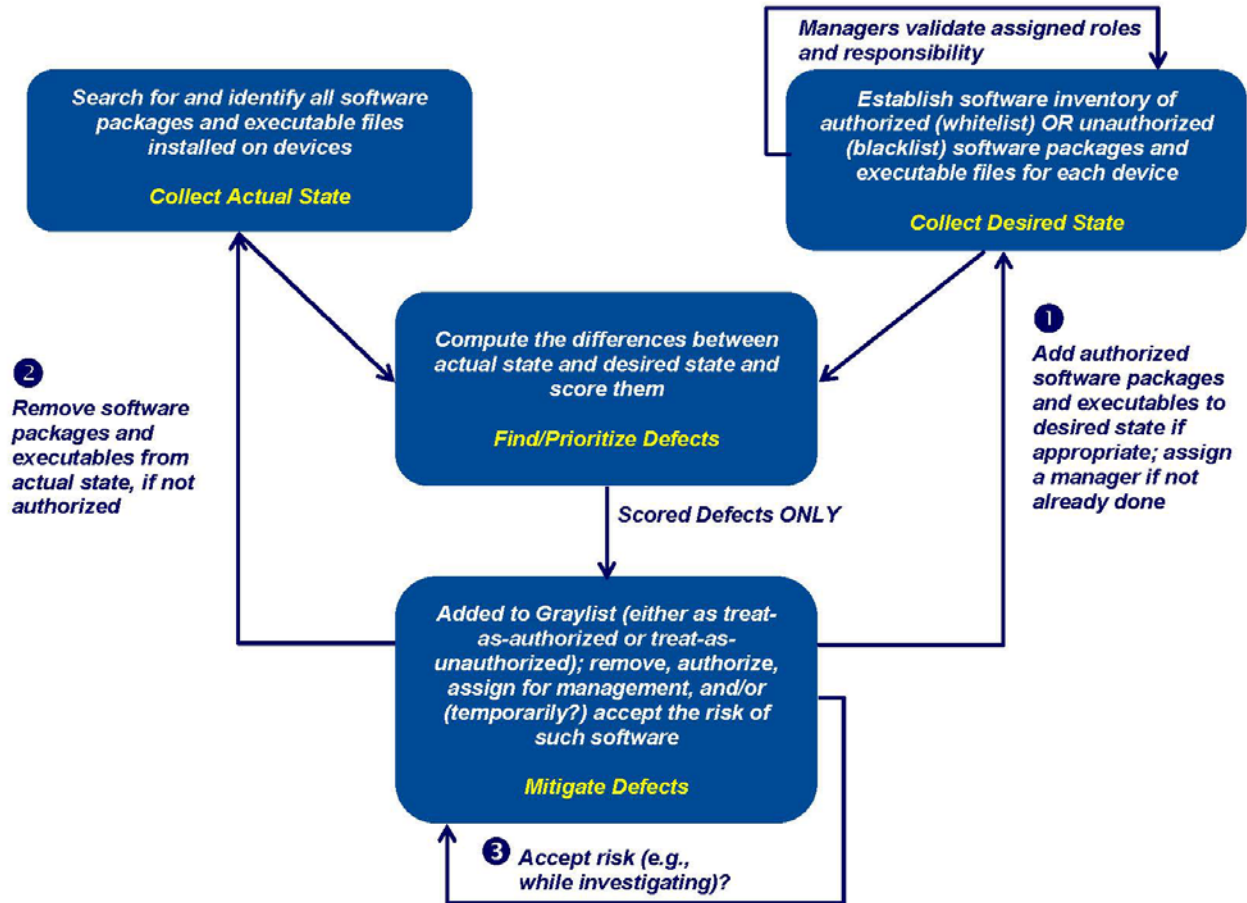 Managers validate assigned roles
and responsibility
Search for and identify all software
packages and executable files
installed on devices
Collect Actual State
Establish software inventory of
authorized (whitelist) OR unauthorized
(blacklist) software packages and
executable files for each device
Collect Desired State
Compute the differences between
actual state and desired state and
score them
Find/Prioritize Defects
1
Add authorized
software packages
and executables to
desired state if
appropriate; assign
a manager if not
already done
2
Remove software
packages and
executables from
actual state, if not
authorized
Scored Defects ONLY
Added to Graylist (either as treat-
as-authorized or treat-as-
unauthorized); remove, authorize,
assign for management, and/or
(temporarily?) accept the risk of
such software
Mitigate Defects
3 Accept risk (e.g.,
while investigating)?